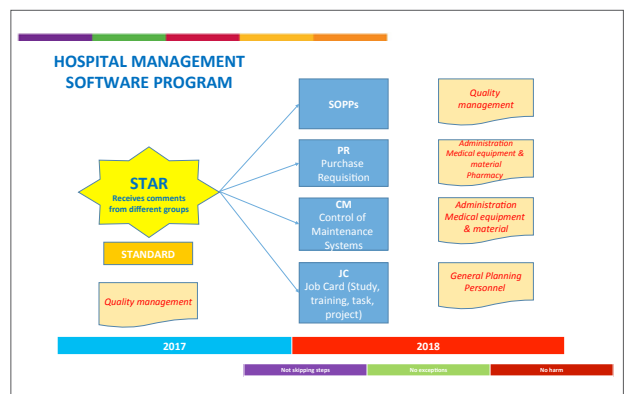 HOSPITAL MANAGEMENT
SOFTWARE PROGRAM
STAR
Receives comments
from different groups
STANDARD
Quality management
SOPPs
PR
Purchase
Requisition
CM
Control of
Maintenance
Systems
JC
Job Card (Study,
training, task,
project)
Quality
management
Administration
Medical equipment &
material
Pharmacy
Administration
Medical equipment
& material
General Planning
Personnel
2017
2018
Not skipping steps
No exceptions
No harm